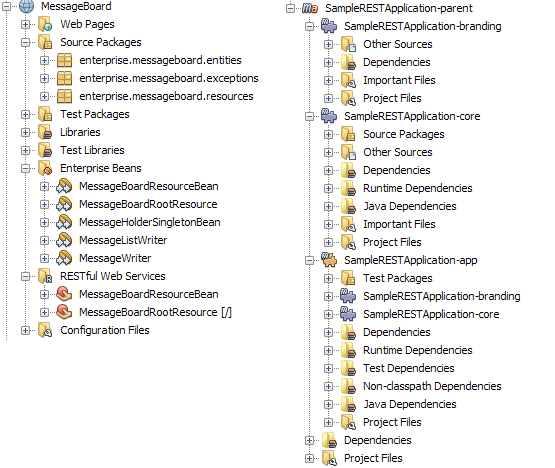 MessageBoard
Web Pages
Source Packages
enterprise.messageboard.entities
enterprise.messageboard.exceptions
enterprise.messageboard.resources
Test Packages
Libraries
Test Libraries
Enterprise Beans
MessageBoardResourceBean
MessageBoardRootResource
MessageHolderSingletonBean
MessageListWriter
MessageWriter
RESTful Web Services
MessageBoardResourceBean
MessageBoardRootResource [/]
Configuration Files
SampleRESTApplication-parent
SampleRESTApplication-branding
Other Sources
Dependencies
Important Files
Project Files
SampleRESTApplication-core
Source Packages
Other Sources
Dependencies
Runtime Dependencies
Java Dependencies
Important Files
Project Files
SampleRESTApplication-app
Test Packages
SampleRESTApplication-branding
SampleRESTApplication-core
Dependencies
Runtime Dependencies
Test Dependencies
Non-classpath Dependencies
Java Dependencies
Project Files
Dependencies
Project Files